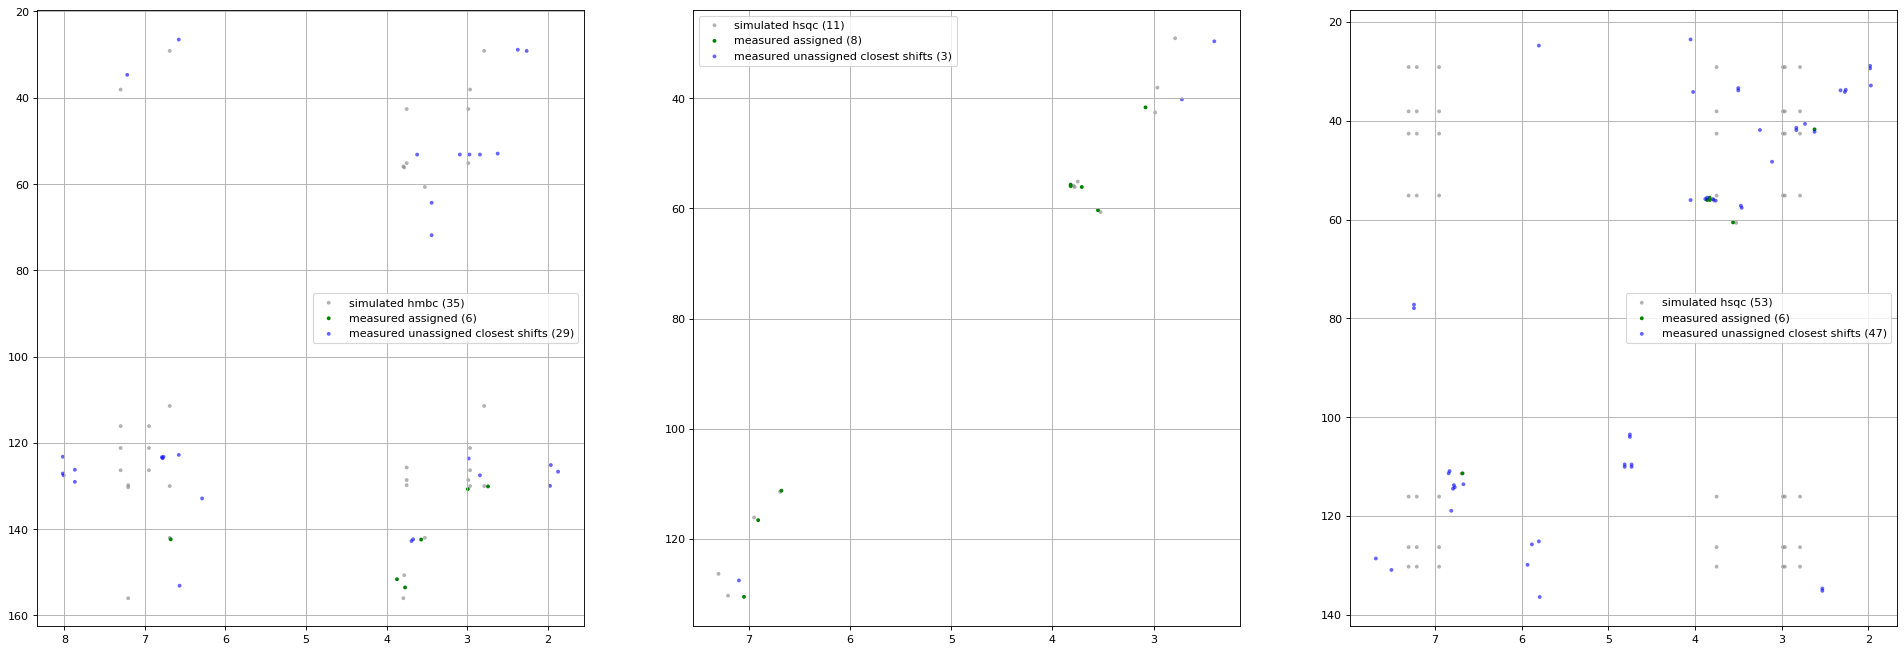 20
40
60
80
100
120
140
160
8 7 6 5 4 3 2
simulated hmbc (35)
measured assigned (6)
measured unassigned closest shifts (29)
simulated hsqc (11)
measured assigned (8)
measured unassigned closest shifts (3)
40
60
80
100
120
7 6 5 4 3
20
40
60
80
100
120
140
7 6 5 4 3 2
simulated hsqc (53)
measured assigned (6)
measured unassigned closest shifts (47)